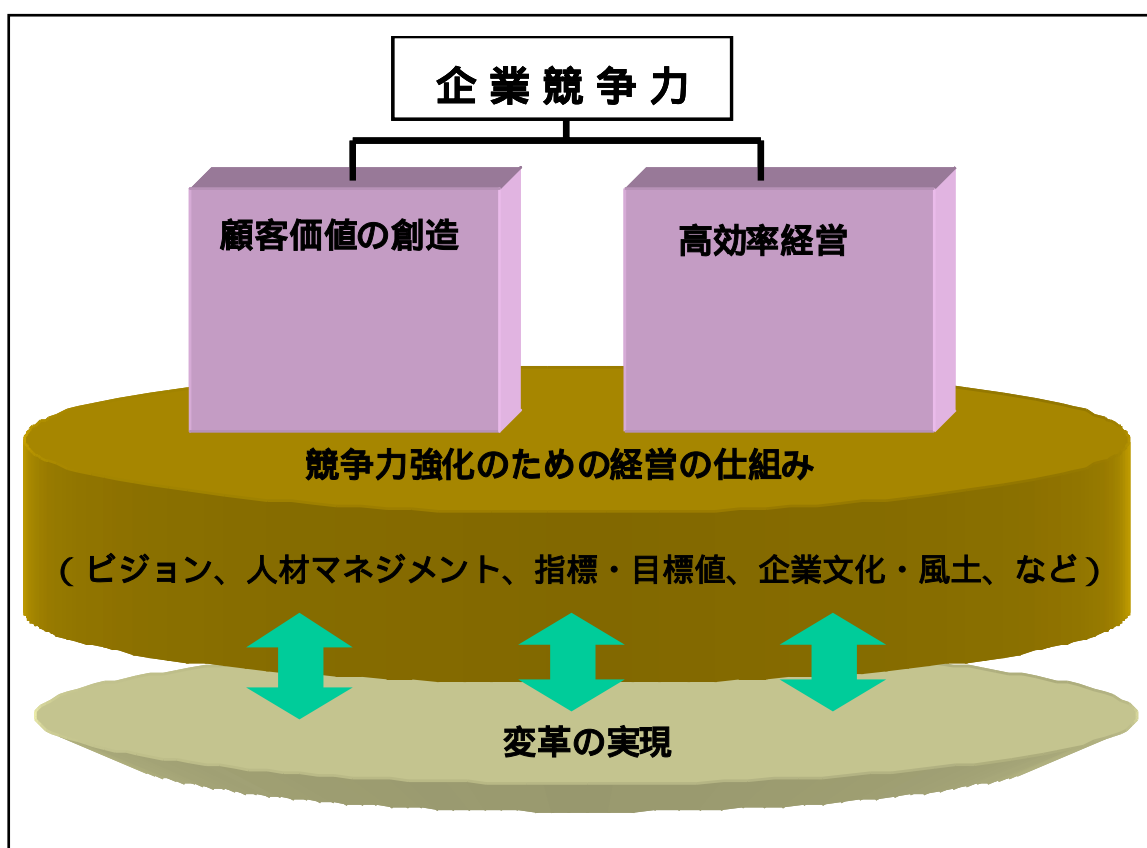 企業競争力
顧客価値の創造
高効率経営
競争力強化のための経営の仕組み
(ビジョン、人材マネジメント、指標・目標値、企業文化・風土、など)
変革の実現